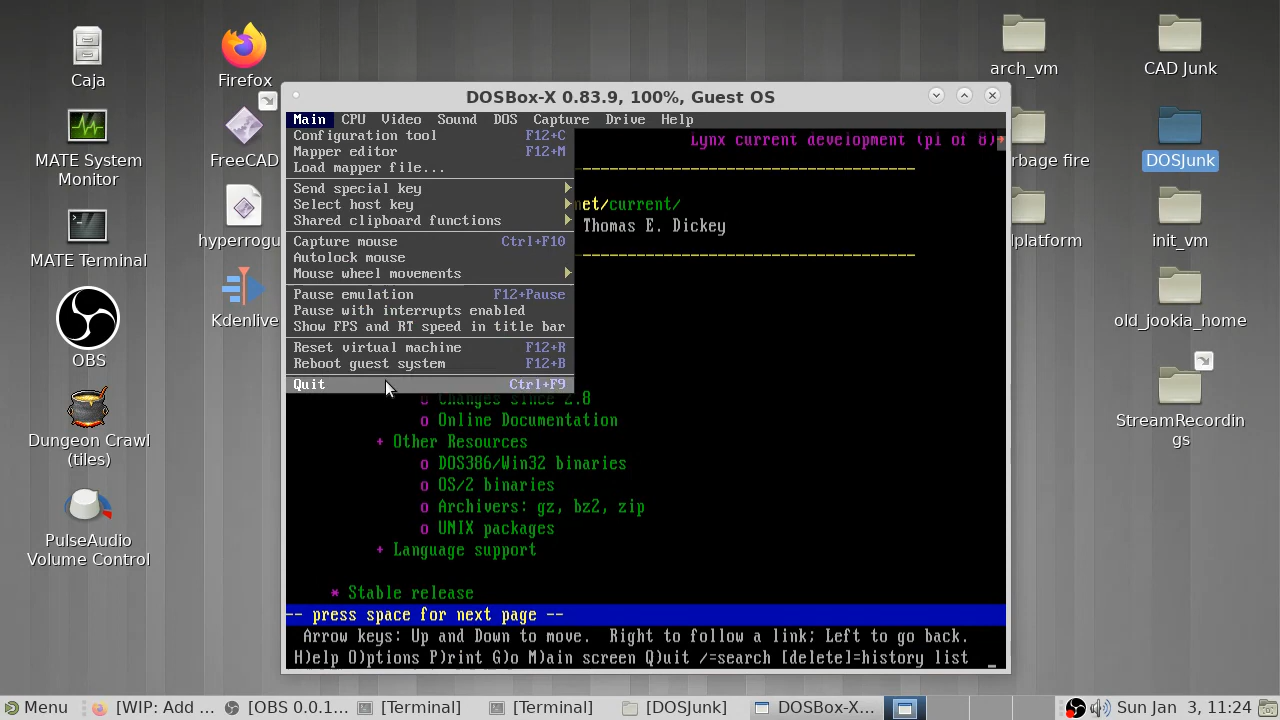 Caja
MATE System
Monitor
MATE Terminal
OBS
Dungeon Crawl
(tiles)
PulseAudio
Volume Control
Firefox
FreeCAD
hyperrogu
Kdenlive
DOSBox-X 0.83.9, 100%, Guest OS
Main CPU Video Sound DOS Capture Drive Help
Configuration tool F12+C
Mapper editor F12+M
Load mapper file...
Send special key
Select host key
Shared clipboard functions
Capture mouse Ctrl+F10
Autolock mouse
Mouse wheel movements
Pause emulation F12+Pause
Pause with interrupts enabled
Show FPS and RT speed in title bar
Reset virtual machine F12+R
Reboot guest system F12+B
Quit Ctrl+F9
Lynx current development (p1 of 8)
net/current/
Thomas E. Dickey
o Changes since 2.8
o Online Documentation
+ Other Resources
o DOS386/Win32 binaries
o OS/2 binaries
o Archivers: gz, bz2, zip
o UNIX packages
+ Language support
* Stable release
-- press space for next page --
Arrow keys: Up and Down to move. Right to follow a link; Left to go back.
H)elp O)ptions P)rint G)o M)ain screen Q)uit /=search [delete]=history list
arch_vm
rbage fire
lplatform
CAD Junk
DOSJunk
init_vm
old_jookia_home
StreamRecordin
gs
Menu
[WIP: Add ...
[OBS 0.0.1...
[Terminal]
[Terminal]
[DOSJunk]
DOSBox-X...
Sun Jan 3, 11:24